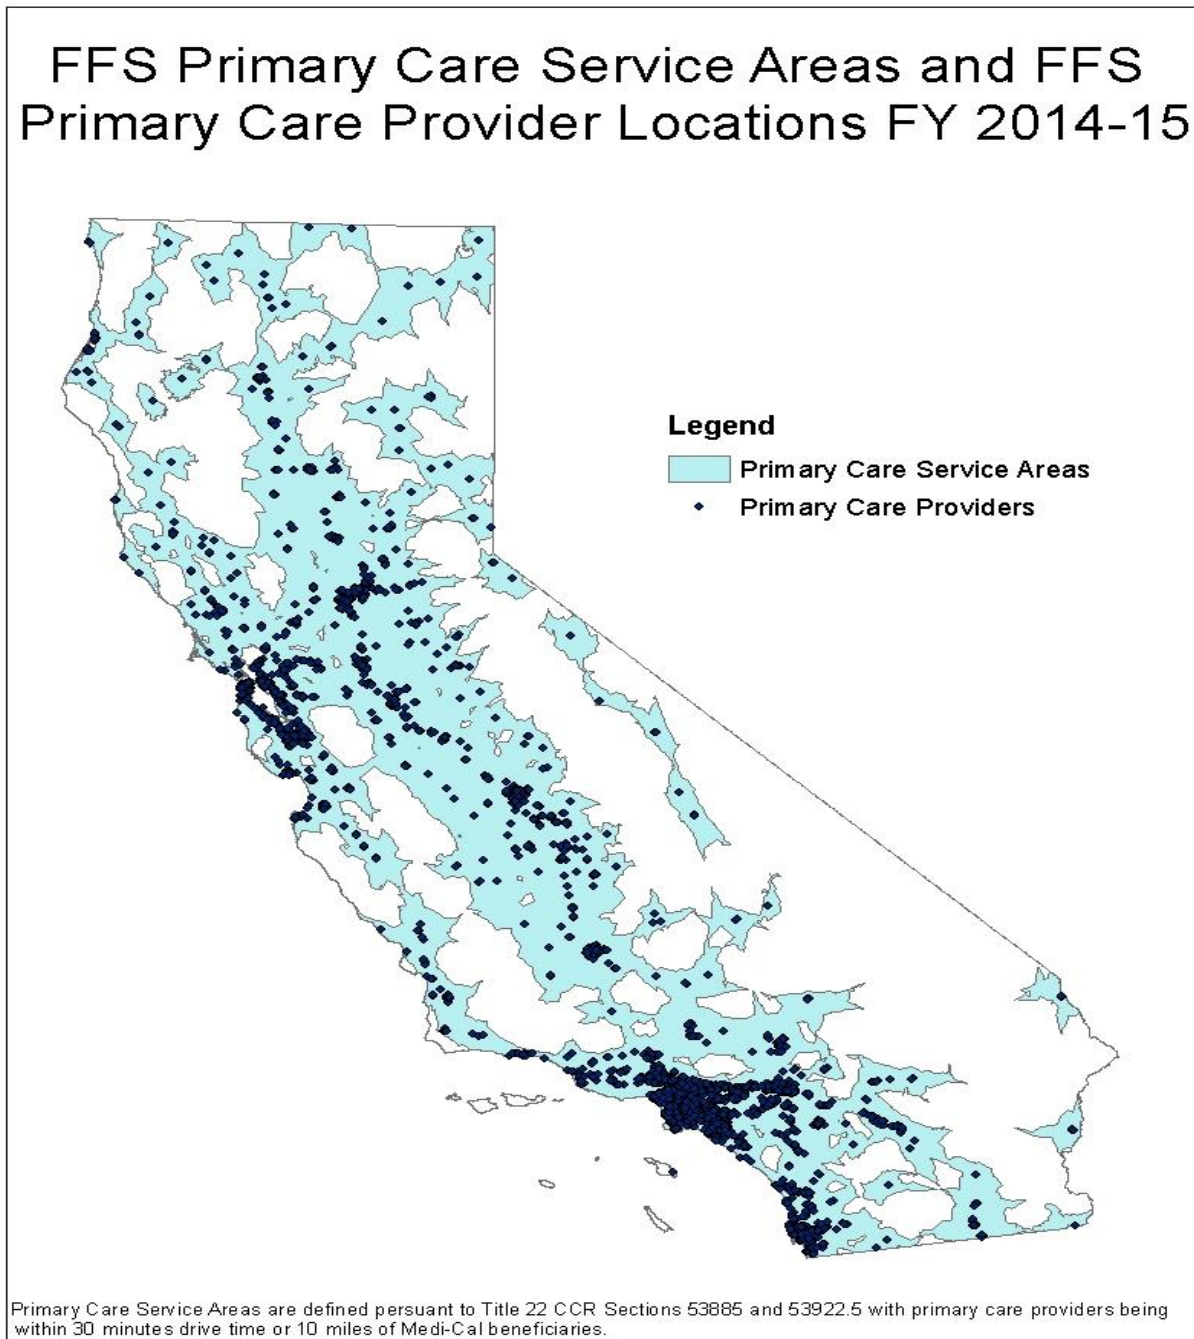 FFS Primary Care Service Areas and FFS
Primary Care Provider Locations FY 2014-15
Legend
Primary Care Service Areas
Primary Care Providers
Primary Care Service Areas are defined persuant to Title 22 CCR Sections 53885 and 53922.5 with primary care providers being
within 30 minutes drive time or 10 miles of Medi-Cal beneficiaries.